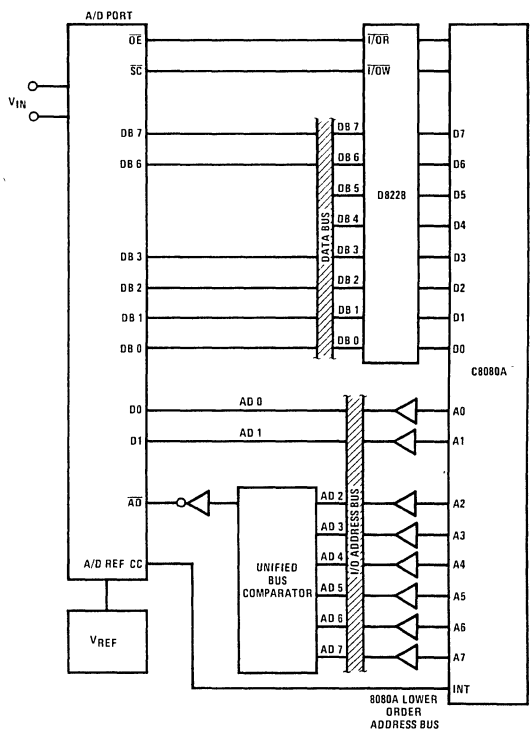 A/D PORT
OE
SC
VIN
DB 7
DB 6
DB 3
DB 2
DB 1
DB 0
D0
D1
AD
A/D REF CC
VREF
DATA BUS
DB 7
DB 6
DB 5
DB 4
DB 3
DB 2
DB 1
DB 0
I/OR
I/OW
D8228
D7
D6
D5
D4
D3
D2
D1
D0
C8080A
AD 0
AD 1
UNIFIED
BUS
COMPARATOR
AD 2
AD 3
AD 4
AD 5
AD 6
AD 7
I/O ADDRESS BUS
A0
A1
A2
A3
A4
A5
A6
A7
INT
8080A LOWER
ORDER
ADDRESS BUS